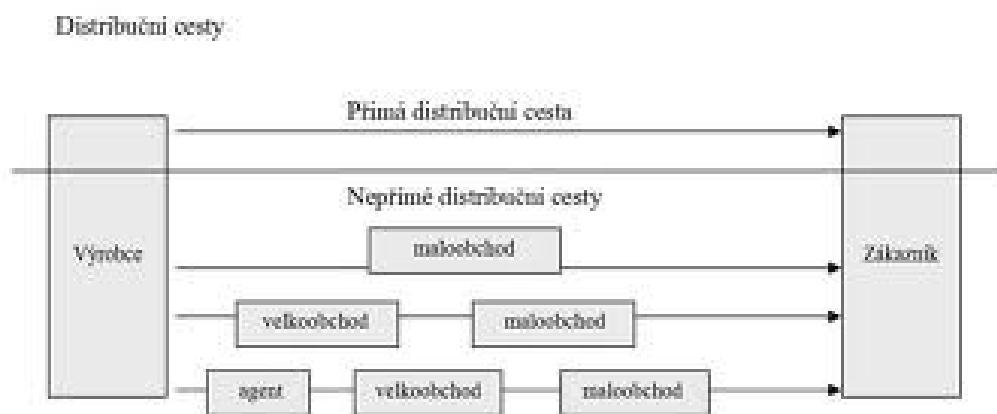 Distribuční cesty
Přímá distribuční cesta
Nepřímé distribuční cesty
Výrobce
maloobchod
Zákazník
velkoobchod
maloobchod
agent
velkoobchod
maloobchod